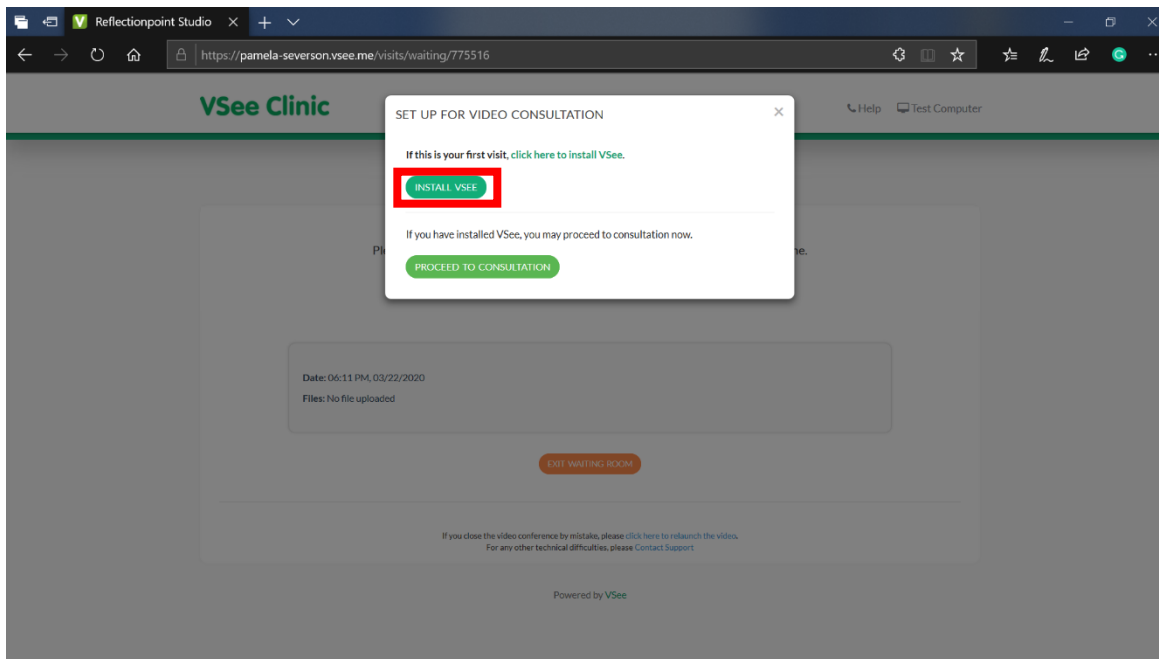 Reflectionpoint Studio
https://pamela-severson.vsee.me/visits/waiting/775516
VSee Clinic
Help Test Computer
SET UP FOR VIDEO CONSULTATION
If this is your first visit, click here to install VSee.
INSTALL VSEE
If you have installed VSee, you may proceed to consultation now.
PROCEED TO CONSULTATION
Date: 06:11 PM, 03/22/2020
Files: No file uploaded
EXIT WAITING ROOM
If you close the video conference by mistake, please click here to relaunch the video.
For any other technical difficulties, please Contact Support
Powered by VSee